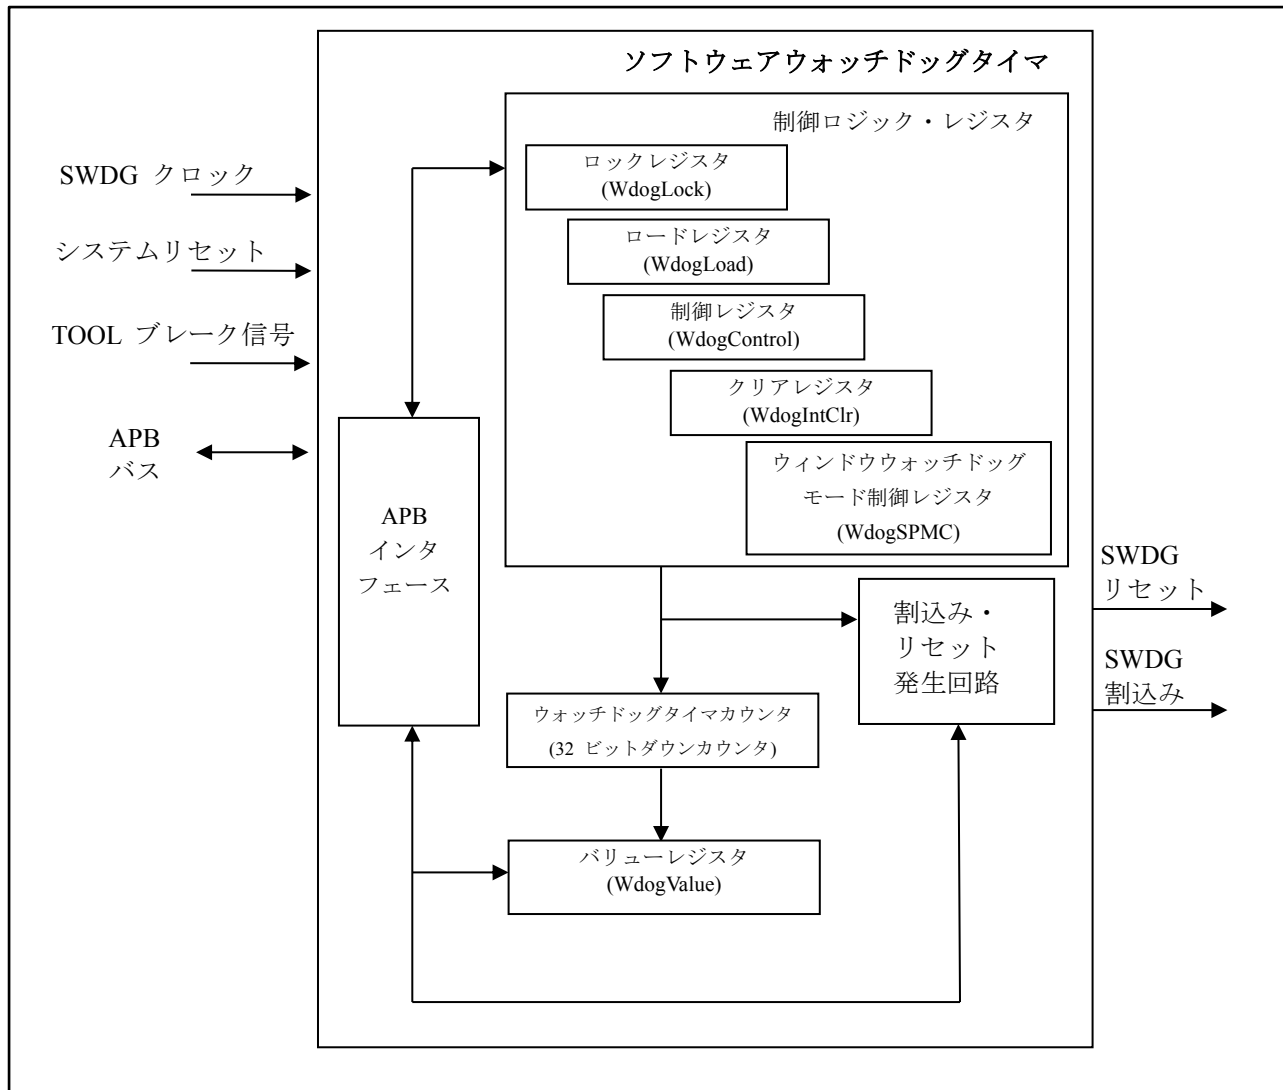 ソフトウェアウォッチドッグタイマ
制御ロジック・レジスタ
ロックレジスタ
(WdogLock)
ロードレジスタ
(WdogLoad)
制御レジスタ
(WdogControl)
クリアレジスタ
(WdogIntClr)
ウィンドウウォッチドッグ
モード制御レジスタ
(WdogSPMC)
SWDG クロック
システムリセット
TOOL ブレーク信号
APB
バス
APB
インタ
フェース
割込み・
リセット
発生回路
SWDG
リセット
SWDG
割込み
ウォッチドッグタイマカウンタ
(32 ビットダウンカウンタ)
バリューレジスタ
(WdogValue)